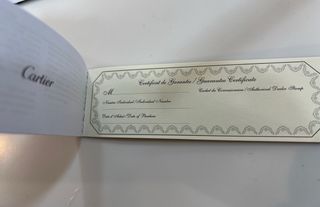 Cartier
Certificat de Garantie / Guarantee Certificate
M
Cachet du Concessionnaire / Authorized Dealer Stamp
Numéro Individuel / Individual Number
Date d'Achat / Date of Purchase